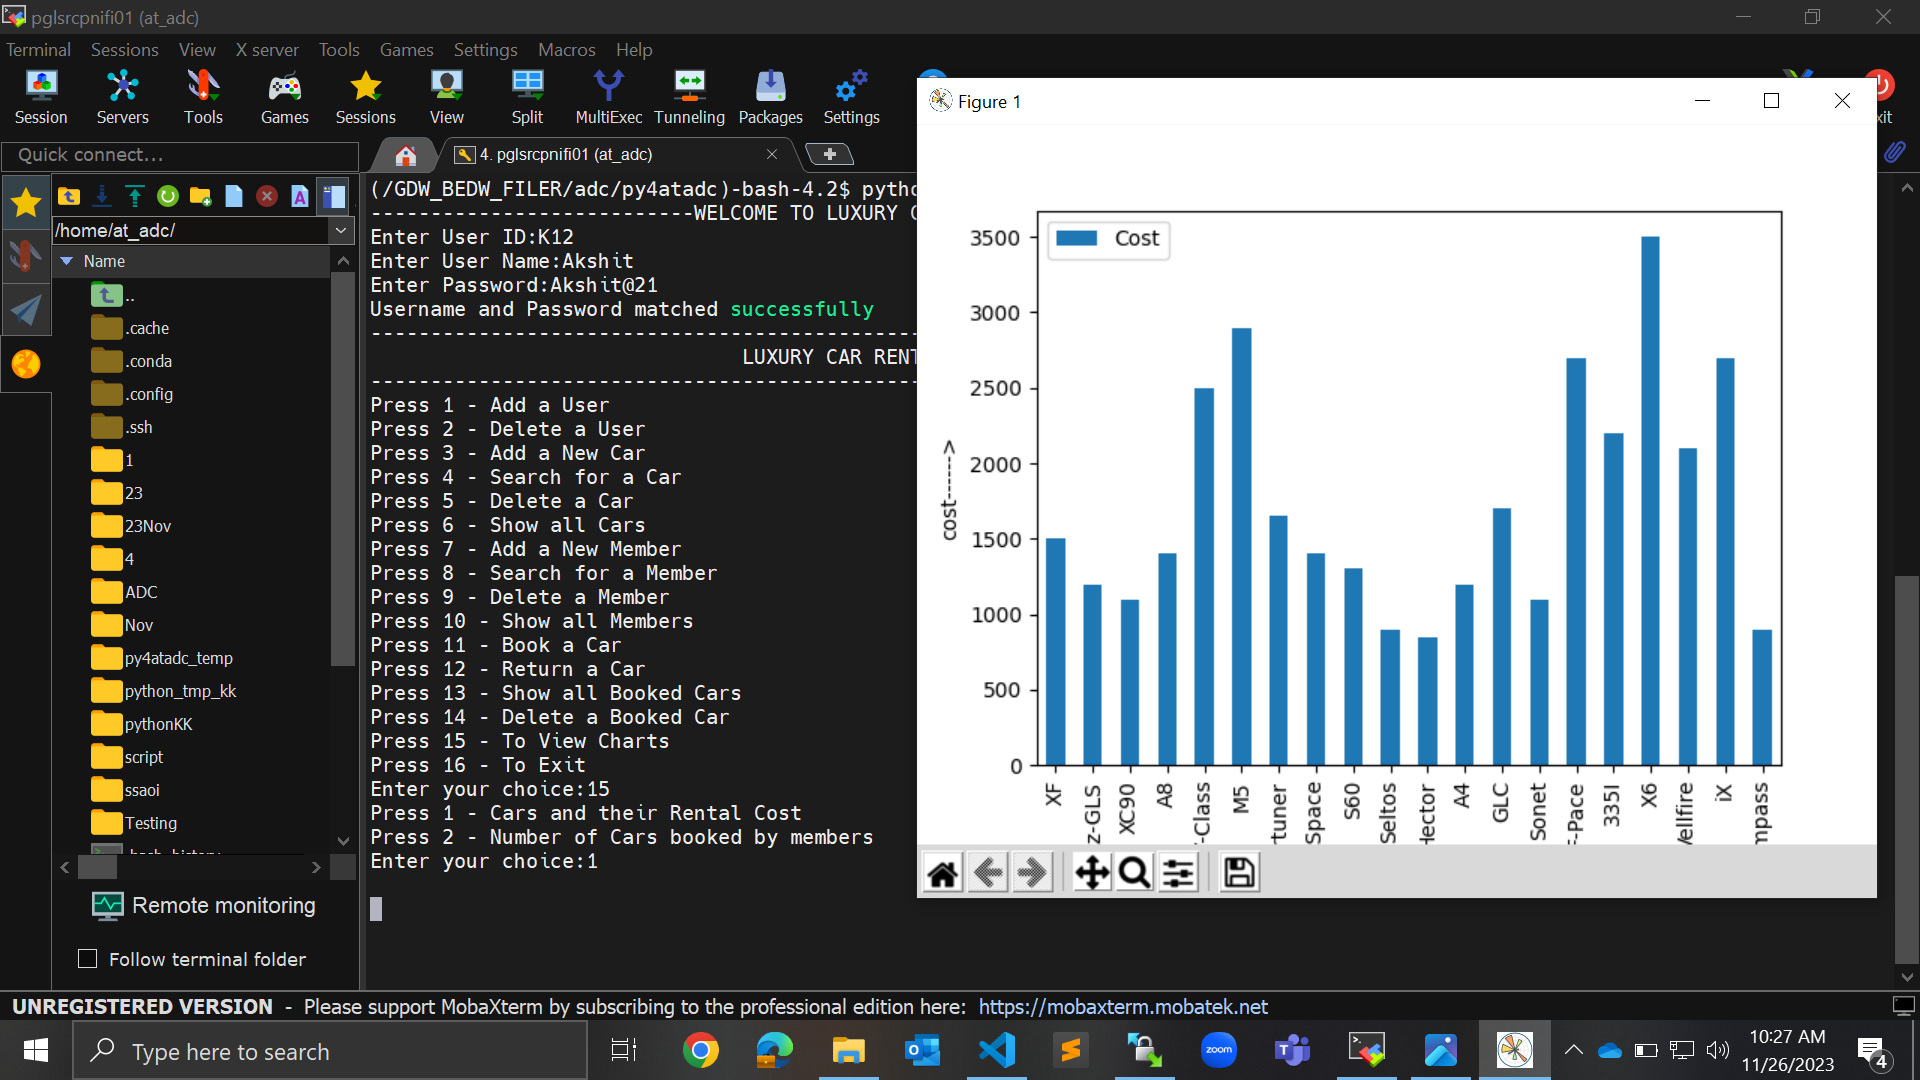 pglsrcpnifi01 (at_adc)
Terminal Sessions View X server Tools Games Settings Macros Help
Session Servers Tools Games Sessions View Split MultiExec Tunneling Packages Settings
Quick connect...
4. pglsrcpnifi01 (at_adc)
/home/at_adc/
Name
..
.cache
.conda
.config
.ssh
1
23
23Nov
4
ADC
Nov
py4atadc_temp
python_tmp_kk
pythonKK
script
ssaoi
Testing
Remote monitoring
Follow terminal folder
(/GDW_BEDW_FILER/adc/py4atadc)-bash-4.2$ pytho
---------------------------WELCOME TO LUXURY
Enter User ID:K12
Enter User Name:Akshit
Enter Password:Akshit@21
Username and Password matched successfully
LUXURY CAR RENT
Press 1 - Add a User
Press 2 - Delete a User
Press 3 - Add a New Car
Press 4 - Search for a Car
Press 5 - Delete a Car
Press 6 - Show all Cars
Press 7 - Add a New Member
Press 8 - Search for a Member
Press 9 - Delete a Member
Press 10 - Show all Members
Press 11 - Book a Car
Press 12 - Return a Car
Press 13 - Show all Booked Cars
Press 14 - Delete a Booked Car
Press 15 - To View Charts
Press 16 - To Exit
Enter your choice:15
Press 1 - Cars and their Rental Cost
Press 2 - Number of Cars booked by members
Enter your choice:1
Figure 1
xit
Cost
3500
3000
2500
2000
1500
1000
500
0
cost------>
XF
z-GLS
XC90
A8
-Class
M5
rtuner
Space
S60
Seltos
Hector
A4
GLC
Sonet
F-Pace
335I
X6
Vellfire
iX
mpass
UNREGISTERED VERSION - Please support MobaXterm by subscribing to the professional edition here: https://mobaxterm.mobatek.net
Type here to search
zoom
10:27 AM
11/26/2023
4